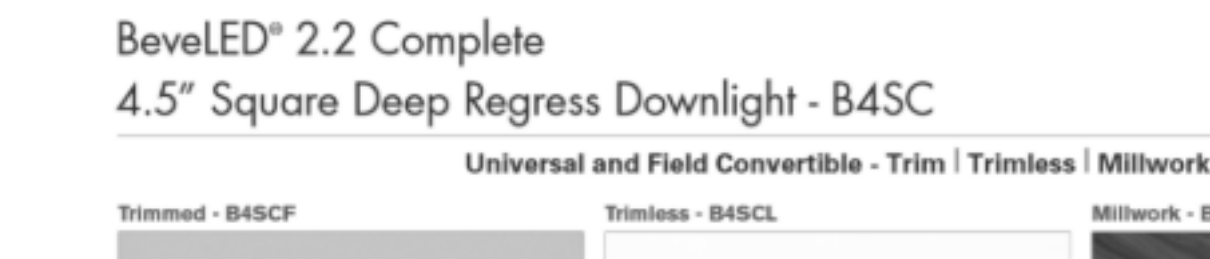 BeveLED® 2.2 Complete
4.5” Square Deep Regress Downlight - B4SC
Universal and Field Convertible - Trim | Trimless | Millwork
Trimmed - B4SCF
Trimless - B4SCL
Millwork -